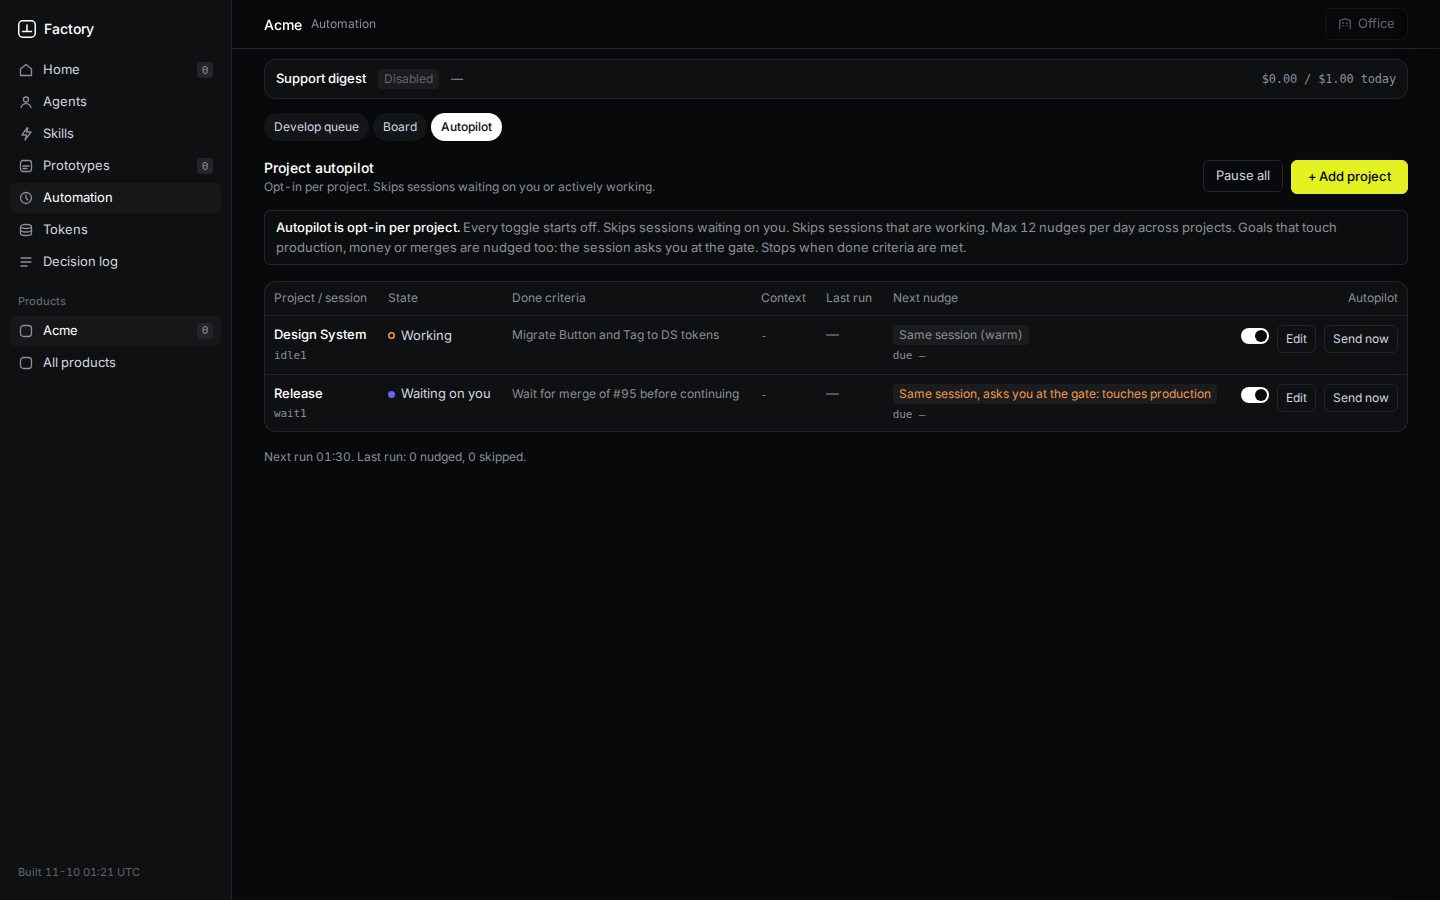 Factory
Home 0
Agents
Skills
Prototypes 0
Automation
Tokens
Decision log
Products
Acme 0
All products
Built 11-10 01:21 UTC
Acme Automation
Office
Support digest Disabled — $0.00 / $1.00 today
Develop queue Board Autopilot
Project autopilot
Opt-in per project. Skips sessions waiting on you or actively working.
Pause all + Add project
Autopilot is opt-in per project. Every toggle starts off. Skips sessions waiting on you. Skips sessions that are working. Max 12 nudges per day across projects. Goals that touch
production, money or merges are nudged too: the session asks you at the gate. Stops when done criteria are met.
Project / session State Done criteria Context Last run Next nudge Autopilot
Design System Working Migrate Button and Tag to DS tokens - — Same session (warm) Edit Send now
idle1 due —
Release Waiting on you Wait for merge of #95 before continuing - — Same session, asks you at the gate: touches production Edit Send now
wait1 due —
Next run 01:30. Last run: 0 nudged, 0 skipped.